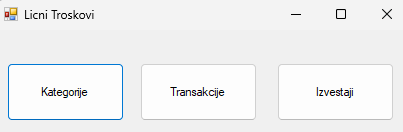 Licni Troskovi
Kategorije
Transakcije
Izvestaji